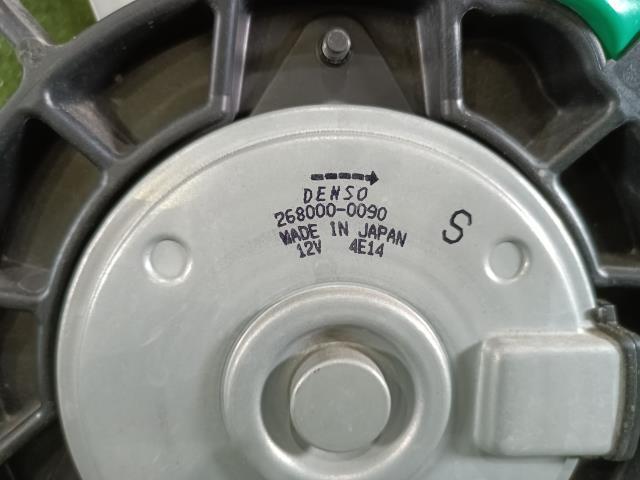 DENSO
268000-0090
MADE IN JAPAN
12V 4E14
S